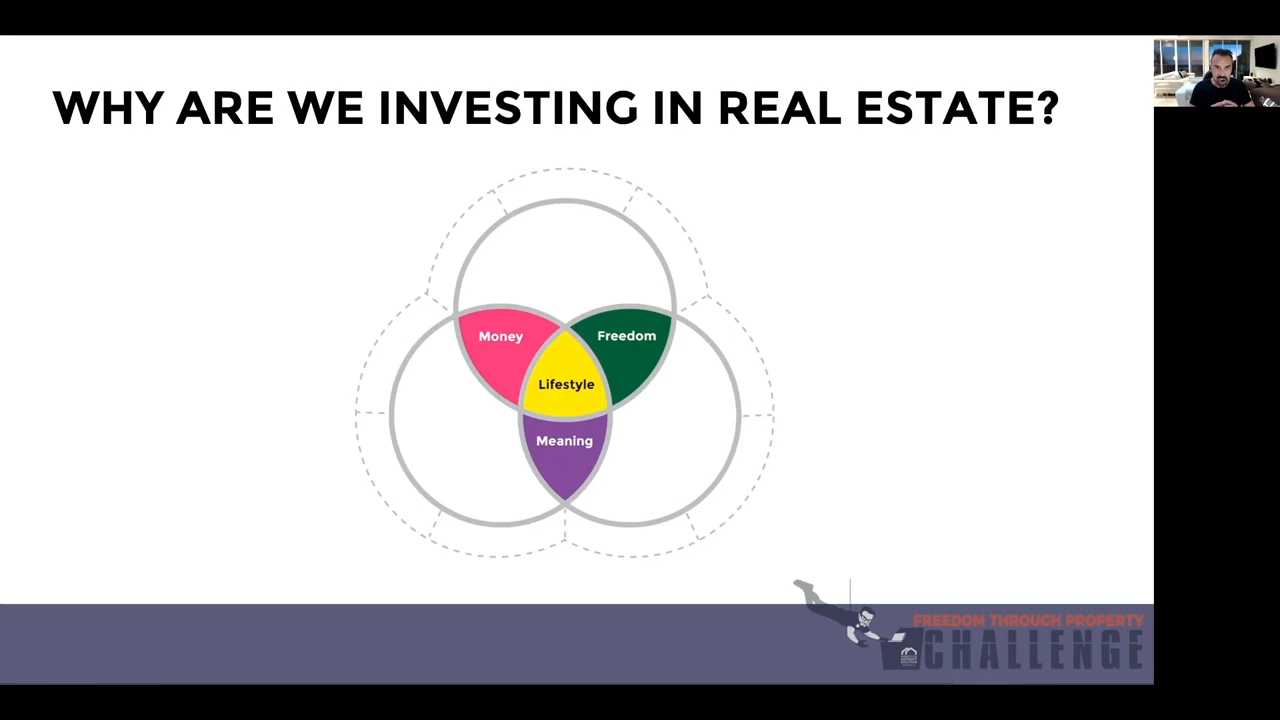 WHY ARE WE INVESTING IN REAL ESTATE?
Money
Freedom
Lifestyle
Meaning
FREEDOM THROUGH PROPERTY
CHALLENGE